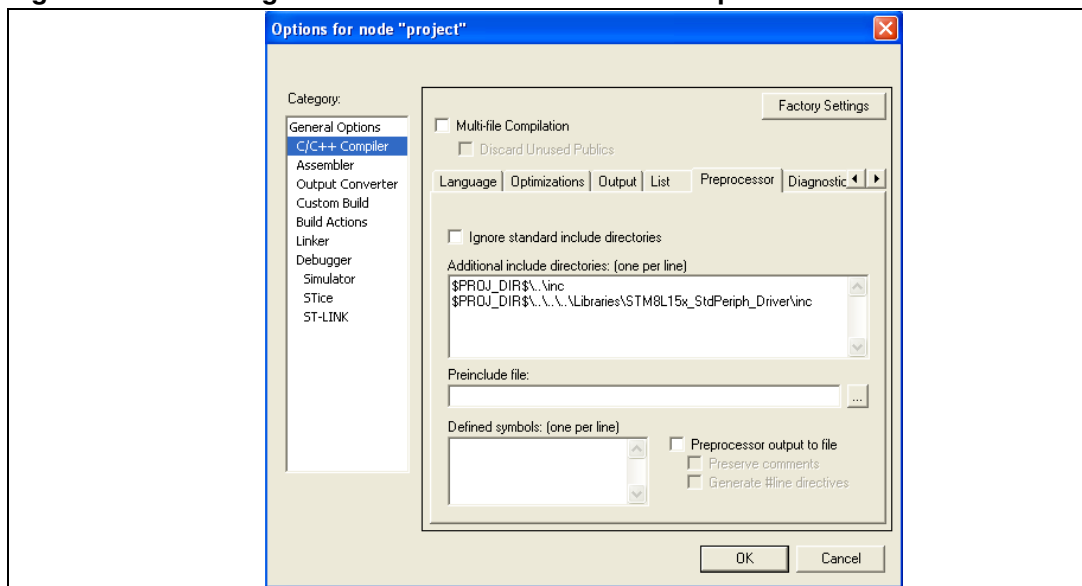 Options for node "project"
Category:
General Options
C/C++ Compiler
Assembler
Output Converter
Custom Build
Build Actions
Linker
Debugger
Simulator
STice
ST-LINK
Factory Settings
Multi-file Compilation
Discard Unused Publics
Language Optimizations Output List Preprocessor Diagnostic
Ignore standard include directories
Additional include directories: (one per line)
$PROJ_DIR$\..\inc
$PROJ_DIR$\..\..\..\Libraries\STM8L15x_StdPeriph_Driver\inc
Preinclude file:
...
Defined symbols: (one per line)
Preprocessor output to file
Preserve comments
Generate #line directives
OK Cancel